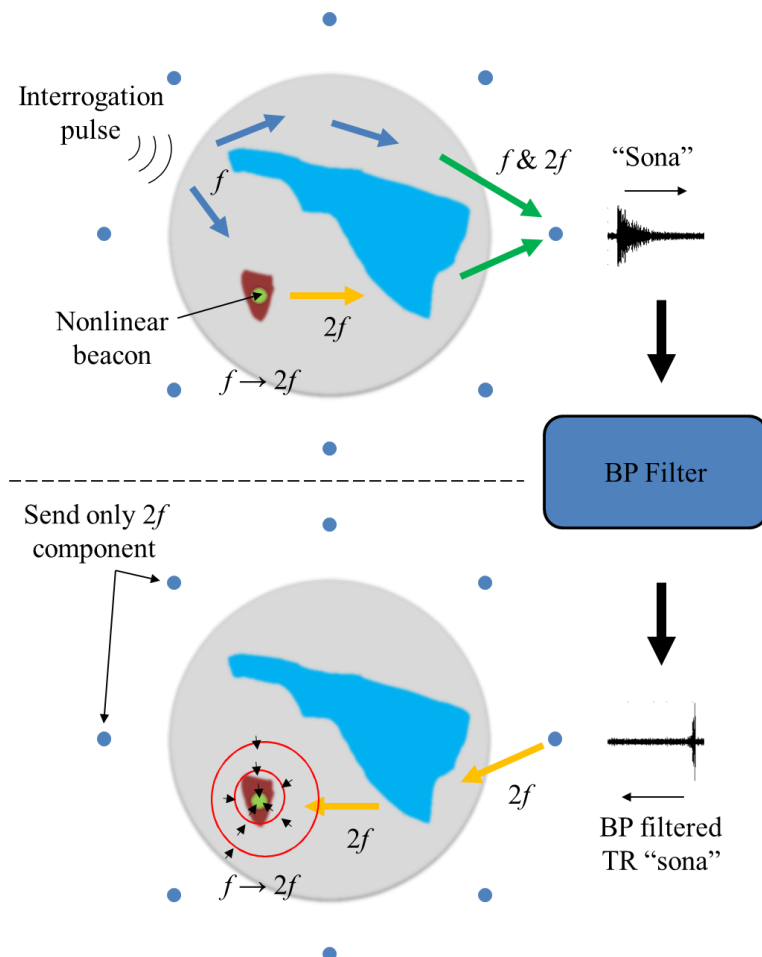 Interrogation
pulse
f
f & 2f
“Sona”
Nonlinear
beacon
2f
f → 2f
BP Filter
Send only 2f
component
2f
2f
f → 2f
BP filtered
TR “sona”